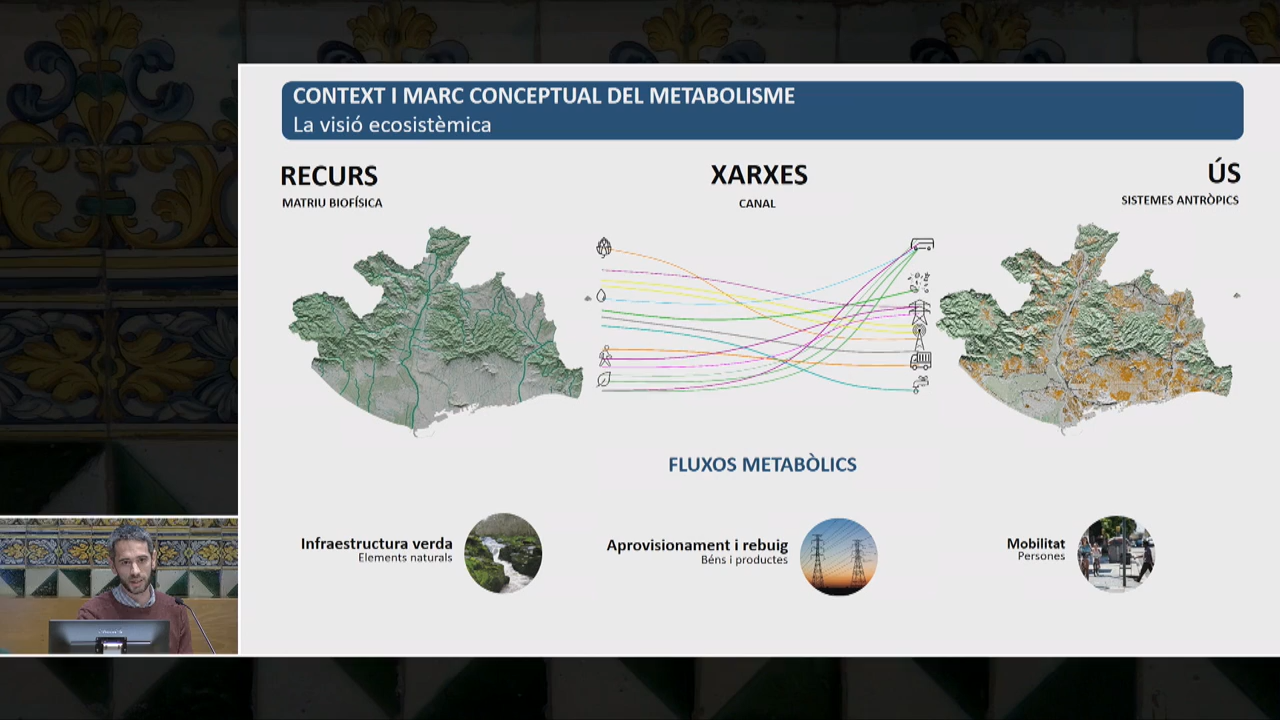 CONTEXT I MARC CONCEPTUAL DEL METABOLISME
La visió ecosistèmica
RECURS
MATRIU BIOFÍSICA
XARXES
CANAL
ÚS
SISTEMES ANTRÒPICS
FLUXOS METABÒLICS
Infraestructura verda
Elements naturals
Aprovisionament i rebuig
Béns i productes
Mobilitat
Persones